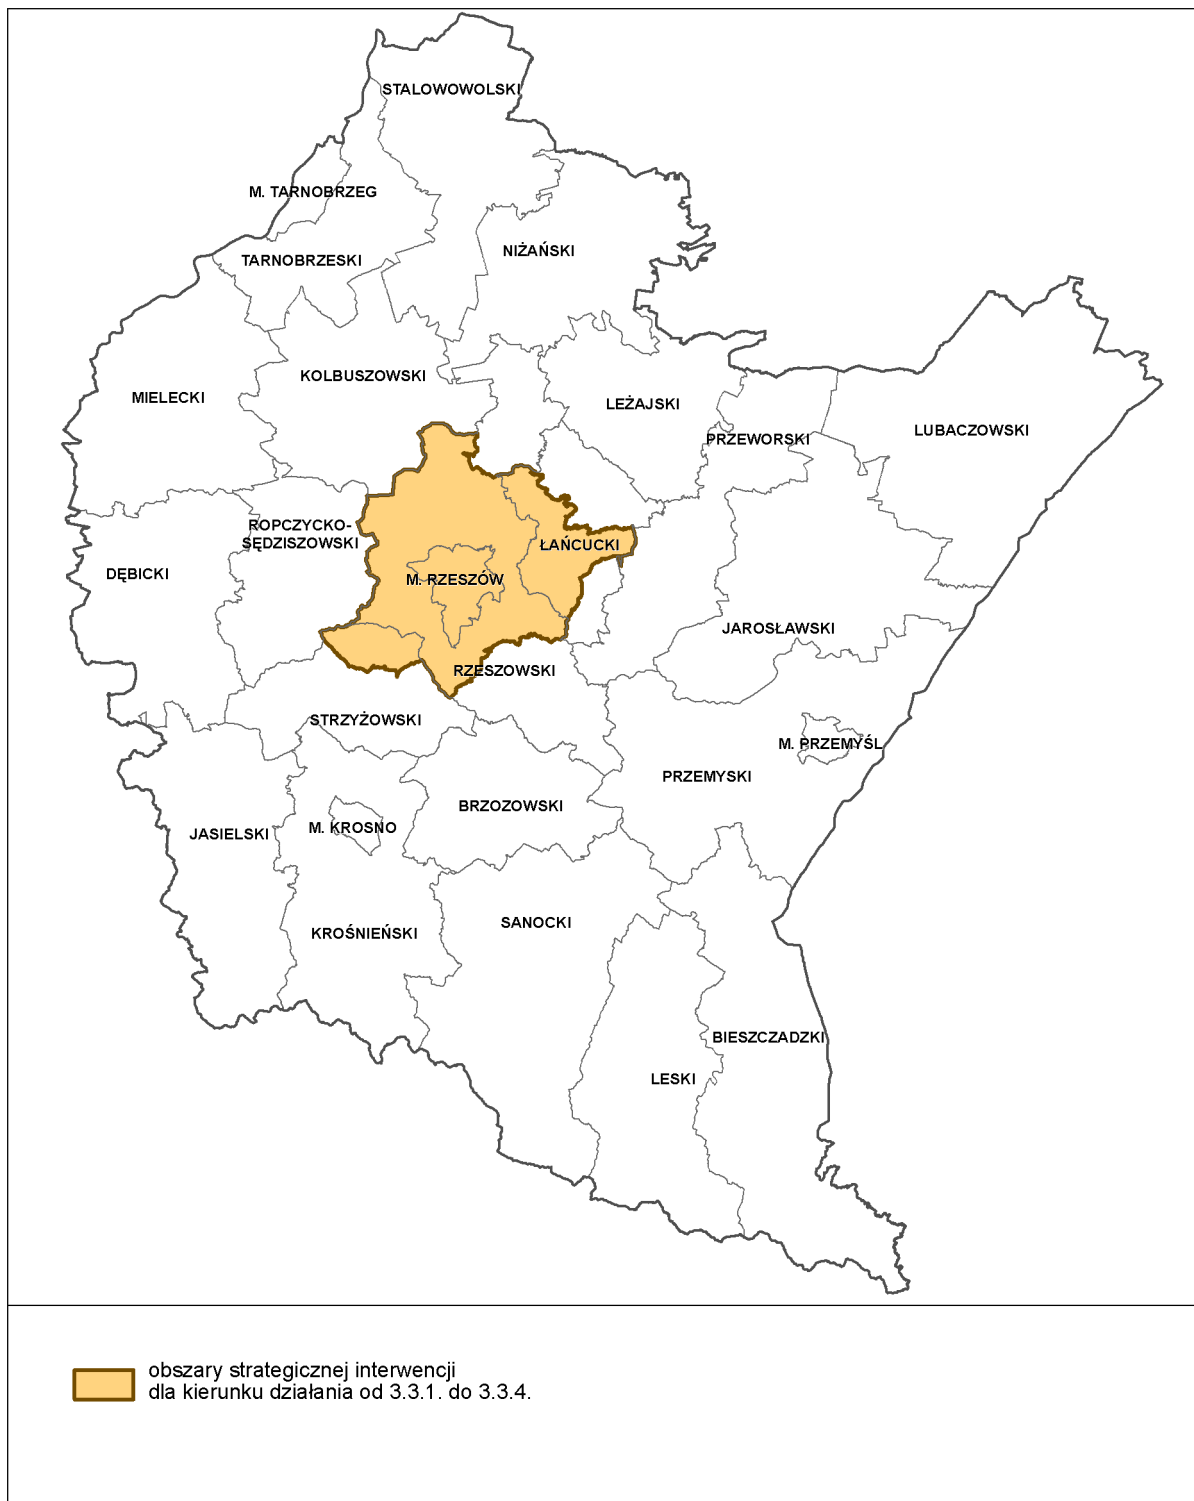 STALOWOWOLSKI
M. TARNOBRZEG
NIŻAŃSKI
TARNOBRZESKI
KOLBUSZOWSKI
MIELECKI
LEŻAJSKI
LUBACZOWSKI
PRZEWORSKI
ROPCZYCKO-
SĘDZISZOWSKI
ŁAŃCUCKI
DĘBICKI
M. RZESZÓW
JAROSŁAWSKI
RZESZOWSKI
STRZYŻOWSKI
M. PRZEMYŚL
PRZEMYSKI
BRZOZOWSKI
M. KROSNO
JASIELSKI
SANOCKI
KROŚNIEŃSKI
BIESZCZADZKI
LESKI
obszary strategicznej interwencji
dla kierunku działania od 3.3.1. do 3.3.4.